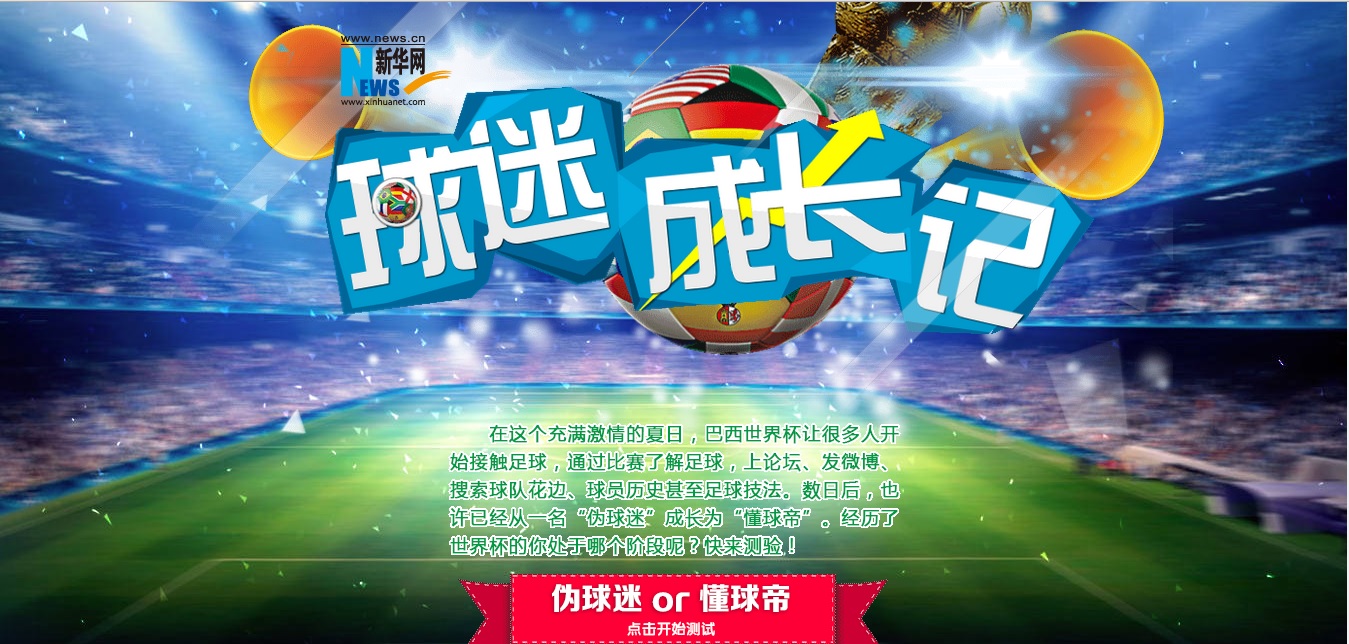 www.news.cn
新华网
NEWS
www.xinhuanet.com
球迷成长记
在这个充满激情的夏日，巴西世界杯让很多人开
始接触足球，通过比赛了解足球，上论坛、发微博、
搜索球队花边、球员历史甚至足球技法。数日后，也
许已经从一名“伪球迷”成长为“懂球帝”。经历了
世界杯的你处于哪个阶段呢？快来测验！
伪球迷 or 懂球帝
点击开始测试